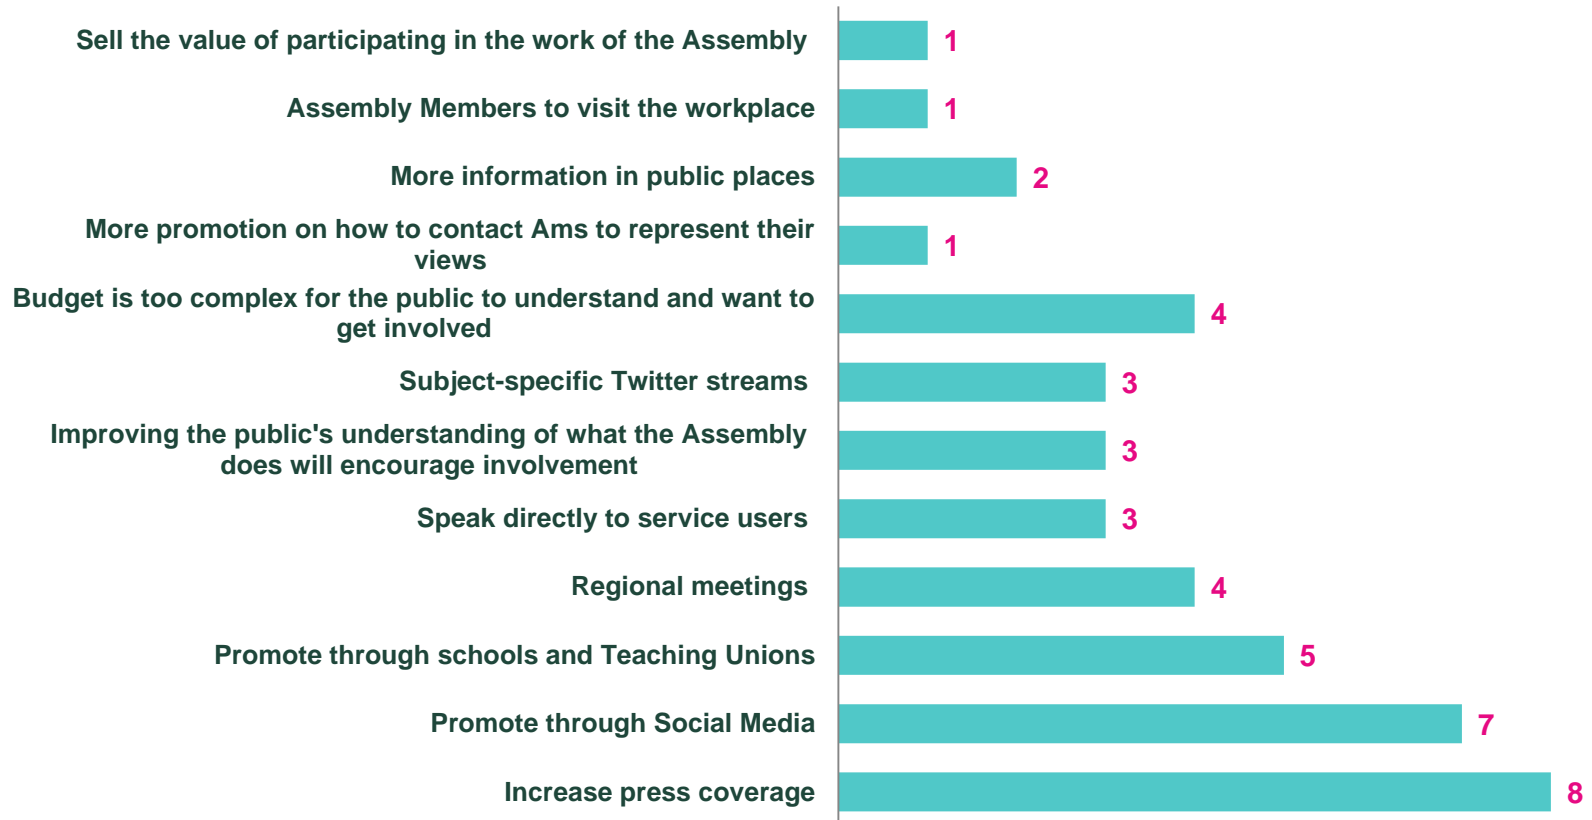 Sell the value of participating in the work of the Assembly 1
Assembly Members to visit the workplace 1
More information in public places 2
More promotion on how to contact Ams to represent their
views 1
Budget is too complex for the public to understand and want to
get involved 4
Subject-specific Twitter streams 3
Improving the public's understanding of what the Assembly
does will encourage involvement 3
Speak directly to service users 3
Regional meetings 4
Promote through schools and Teaching Unions 5
Promote through Social Media 7
Increase press coverage 8